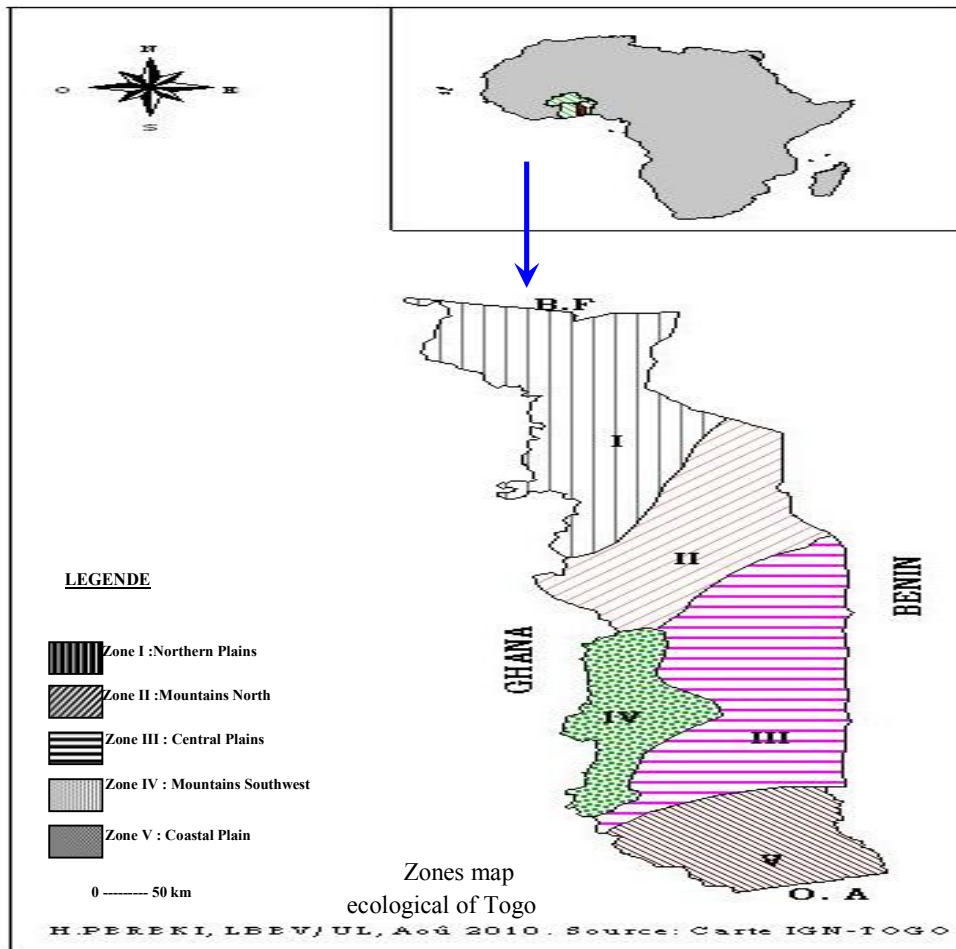 N
O
E
S
N
B.F
I
II
BENIN
GHANA
IV
III
V
O. A
LEGENDE
Zone I :Northern Plains
Zone II :Mountains North
Zone III : Central Plains
Zone IV : Mountains Southwest
Zone V : Coastal Plain
0 --------- 50 km
Zones map
ecological of Togo
H.PEREKI, LBEV/UL, Aoû 2010. Source: Carte IGN-TOGO